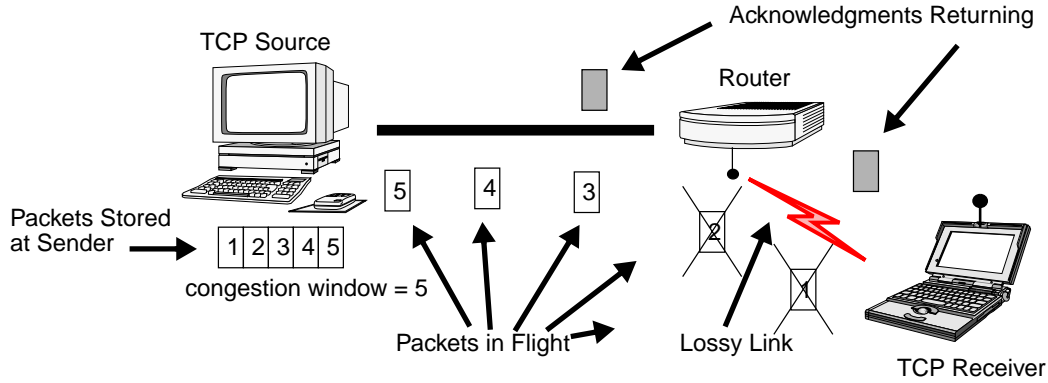 Acknowledgments Returning
TCP Source
Router
5
4
3
2
1
Packets Stored
at Sender
1 2 3 4 5
congestion window = 5
Packets in Flight
Lossy Link
TCP Receiver